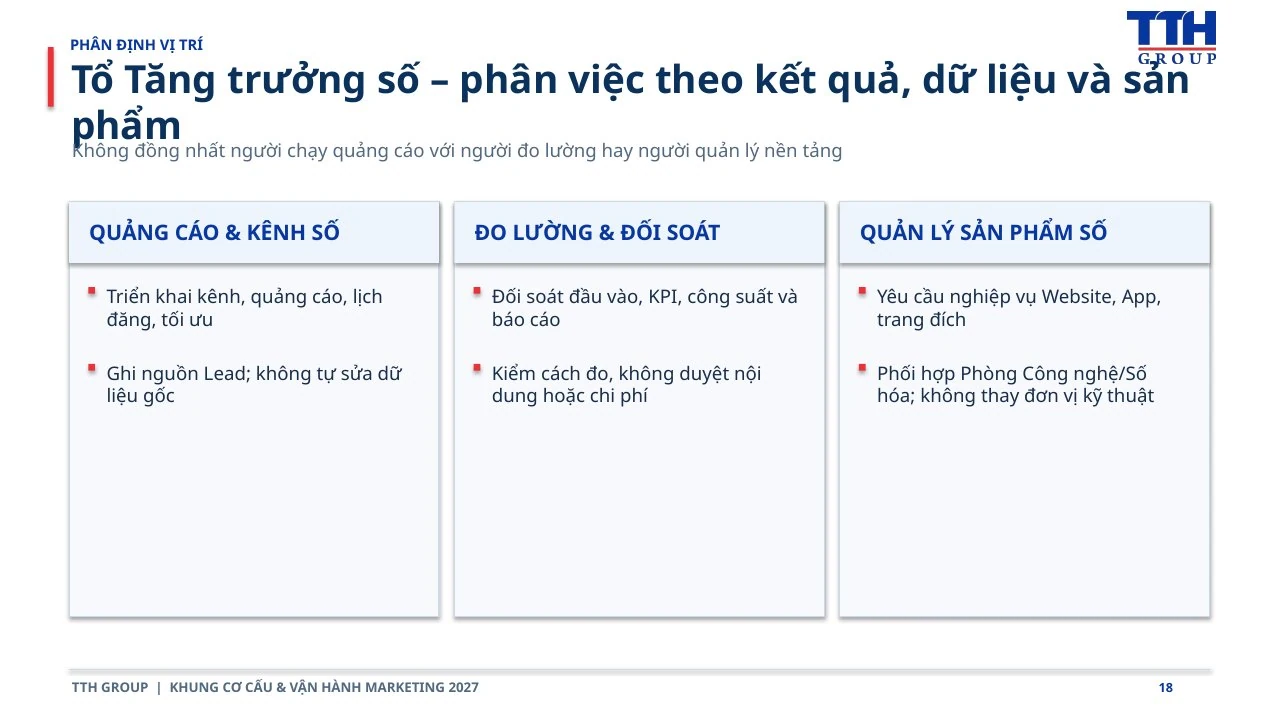 PHÂN ĐỊNH VỊ TRÍ
TTH
GROUP
Tổ Tăng trưởng số – phân việc theo kết quả, dữ liệu và sản
phẩm
Không đồng nhất người chạy quảng cáo với người đo lường hay người quản lý nền tảng
QUẢNG CÁO & KÊNH SỐ
Triển khai kênh, quảng cáo, lịch
đăng, tối ưu
Ghi nguồn Lead; không tự sửa dữ
liệu gốc
ĐO LƯỜNG & ĐỐI SOÁT
Đối soát đầu vào, KPI, công suất và
báo cáo
Kiểm cách đo, không duyệt nội
dung hoặc chi phí
QUẢN LÝ SẢN PHẨM SỐ
Yêu cầu nghiệp vụ Website, App,
trang đích
Phối hợp Phòng Công nghệ/Số
hóa; không thay đơn vị kỹ thuật
TTH GROUP | KHUNG CƠ CẤU & VẬN HÀNH MARKETING 2027
18